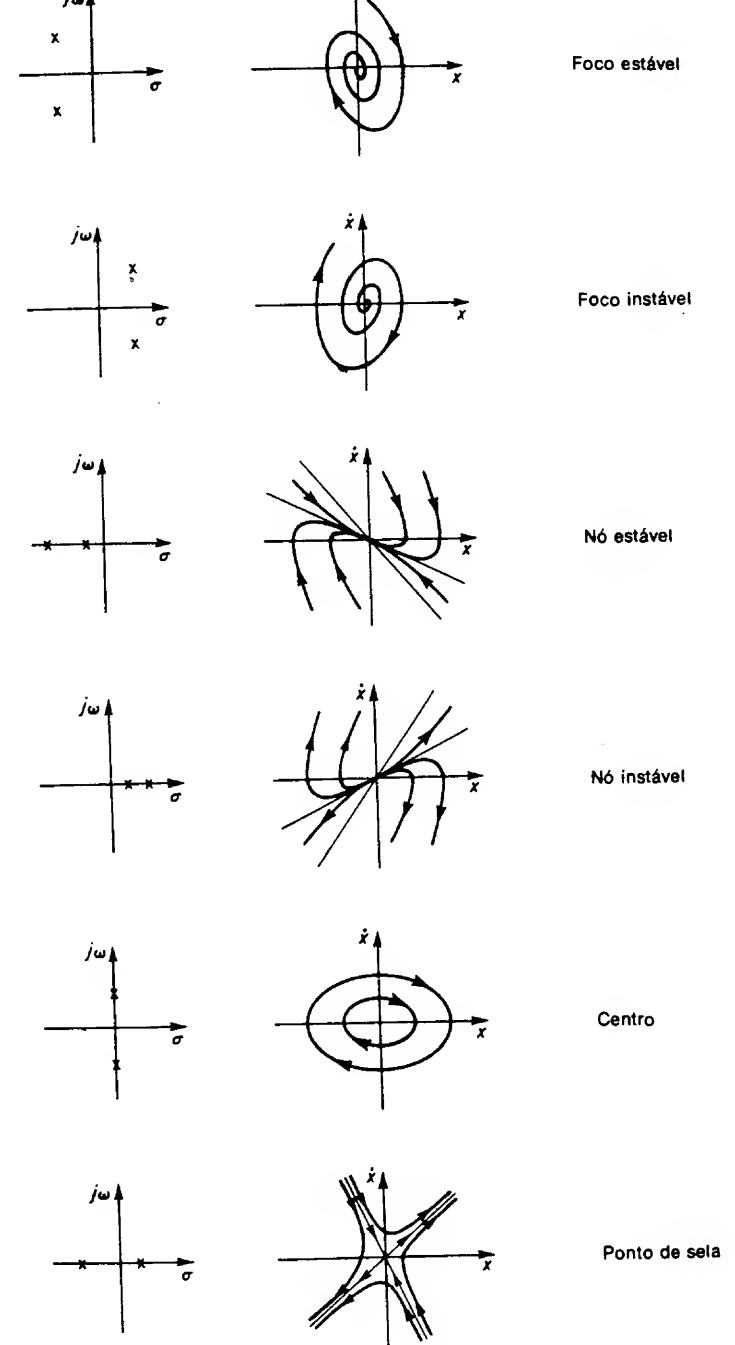 jω
σ
x
Foco estável
jω
σ
ẋ
x
Foco instável
jω
σ
ẋ
x
Nó estável
jω
σ
ẋ
x
Nó instável
jω
σ
ẋ
x
Centro
jω
σ
ẋ
x
Ponto de sela